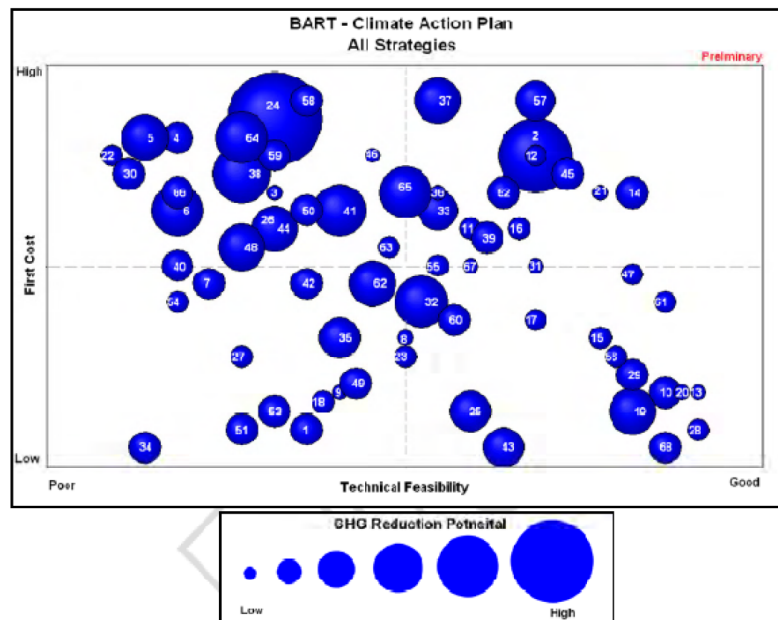 BART - Climate Action Plan
All Strategies
Prelminary
High
24 58 37 57
5 4 64 2
22 59 46 12
30 38 45
66 3 65 36 52 21 14
6 50 41 33
26 44 11 39 16
48 63
First Cost
40 55 67 31 47
7 42 62
54 32 61
60 17
35 8 15
27 23 56
49 29
18 9 10 20 13
53 25 19
51 1 28
34 43 68
Low
Poor
Technical Feasibility
Good
GHG Reduction Potnsital
Low
High